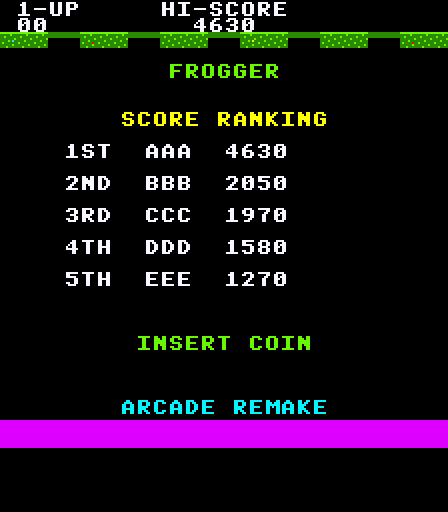 1-UP HI-SCORE
00 4630
FROGGER
SCORE RANKING
1ST AAA 4630
2ND BBB 2050
3RD CCC 1970
4TH DDD 1580
5TH EEE 1270
INSERT COIN
ARCADE REMAKE